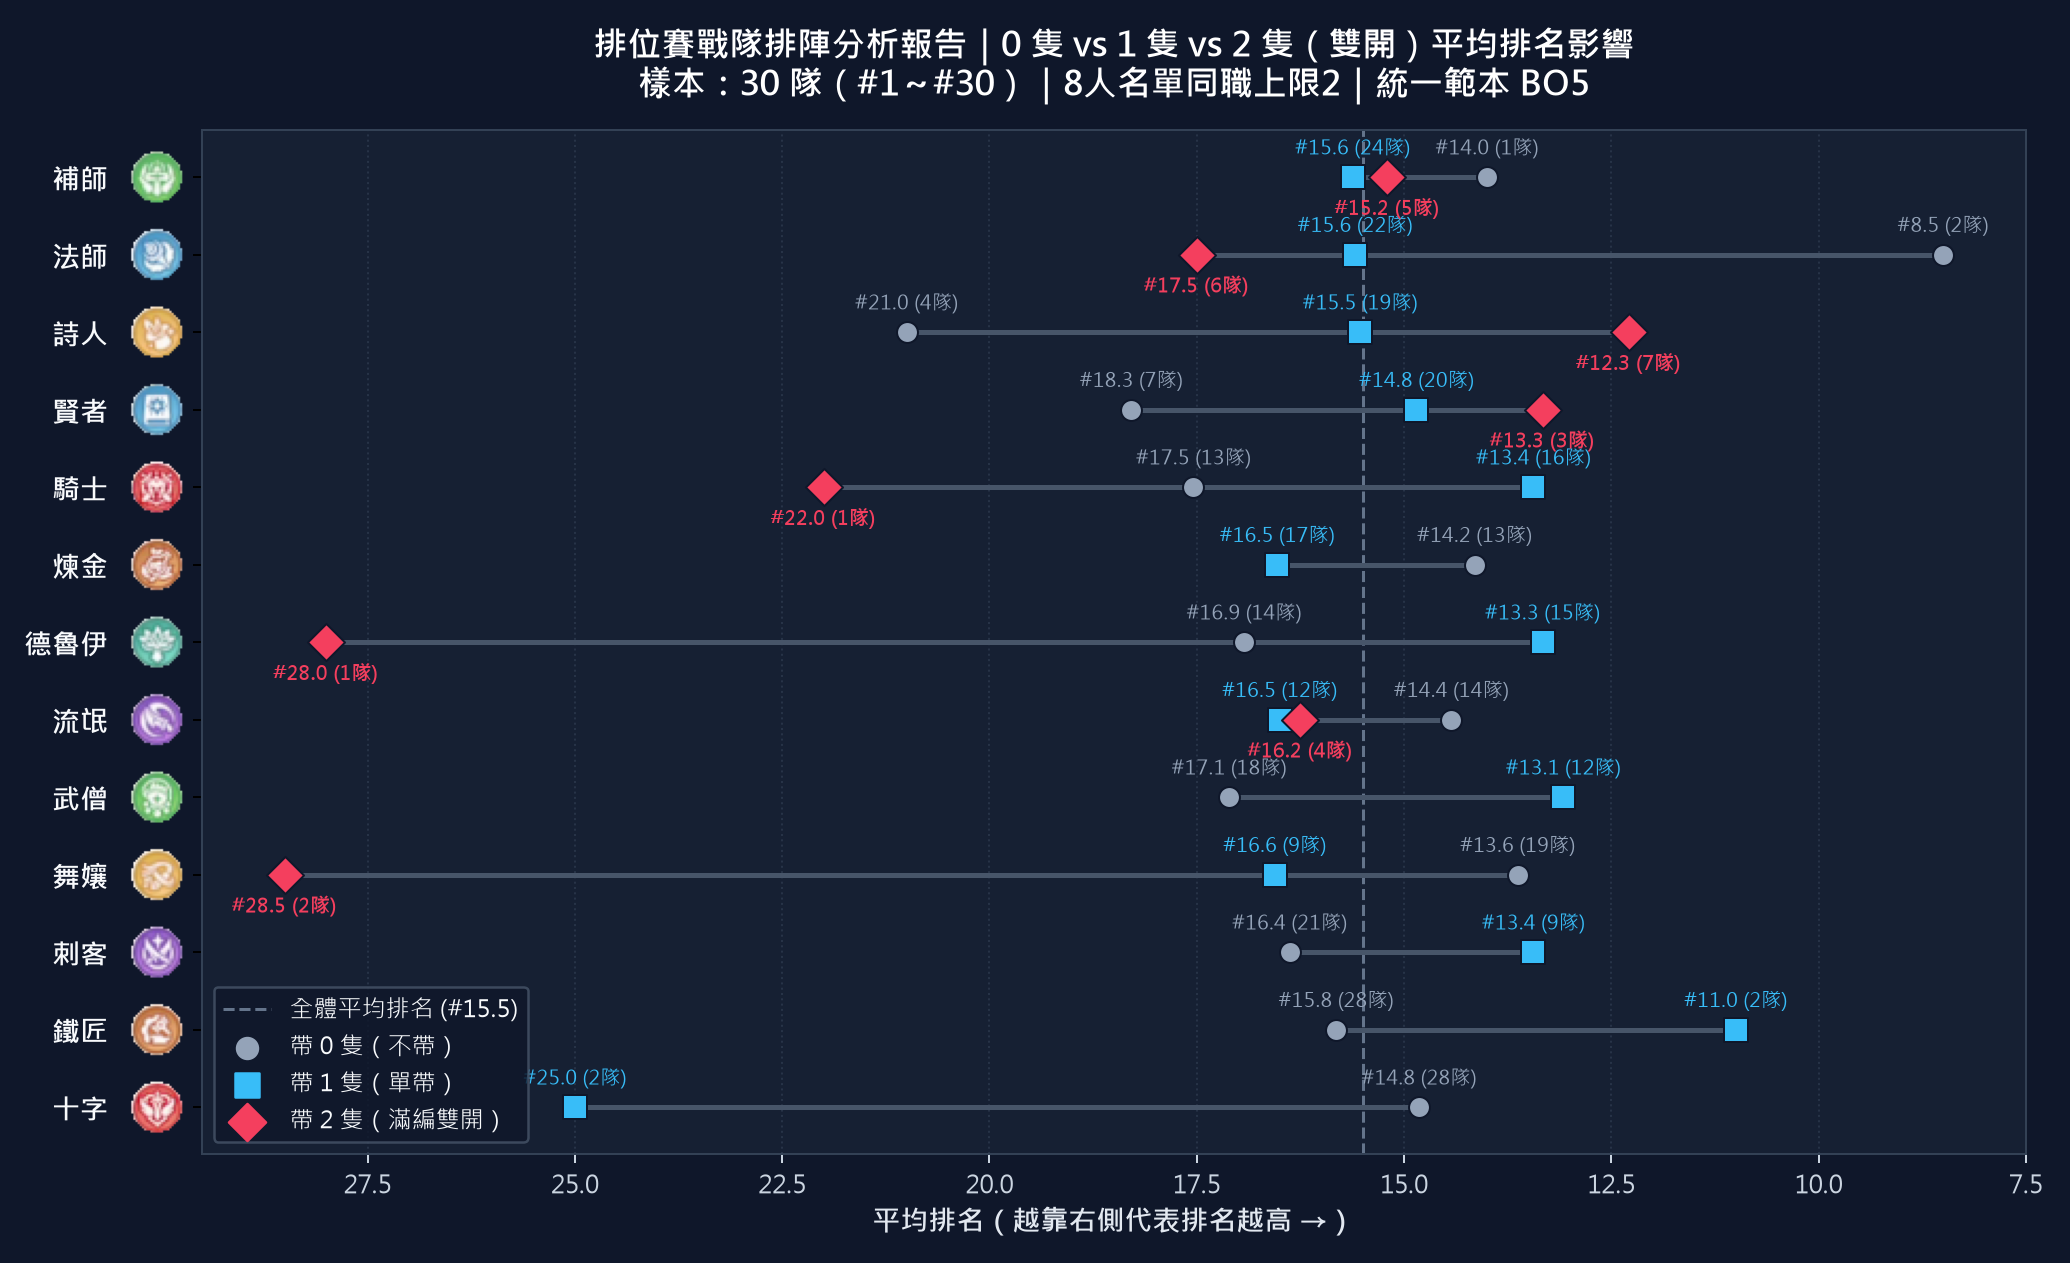 排位賽戰隊排陣分析報告 | 0 隻 vs 1 隻 vs 2 隻 ( 雙開 ) 平均排名影響
樣本：30 隊 ( #1～#30 ) | 8人名單同職上限2 | 統一範本 BO5
補師
#15.6 (24隊)
#14.0 (1隊)
#15.2 (5隊)
法師
#15.6 (22隊)
#8.5 (2隊)
#17.5 (6隊)
詩人
#21.0 (4隊)
#15.5 (19隊)
#12.3 (7隊)
賢者
#18.3 (7隊)
#14.8 (20隊)
#13.3 (3隊)
騎士
#17.5 (13隊)
#13.4 (16隊)
#22.0 (1隊)
煉金
#16.5 (17隊)
#14.2 (13隊)
德魯伊
#16.9 (14隊)
#13.3 (15隊)
#28.0 (1隊)
流氓
#16.5 (12隊)
#14.4 (14隊)
#16.2 (4隊)
武僧
#17.1 (18隊)
#13.1 (12隊)
舞孃
#16.6 (9隊)
#13.6 (19隊)
#28.5 (2隊)
刺客
#16.4 (21隊)
#13.4 (9隊)
鐵匠
#15.8 (28隊)
#11.0 (2隊)
十字
#25.0 (2隊)
#14.8 (28隊)
全體平均排名 (#15.5)
帶 0 隻 ( 不帶 )
帶 1 隻 ( 單帶 )
帶 2 隻 ( 滿編雙開 )
27.5
25.0
22.5
20.0
17.5
15.0
12.5
10.0
7.5
平均排名 ( 越靠右側代表排名越高 → )